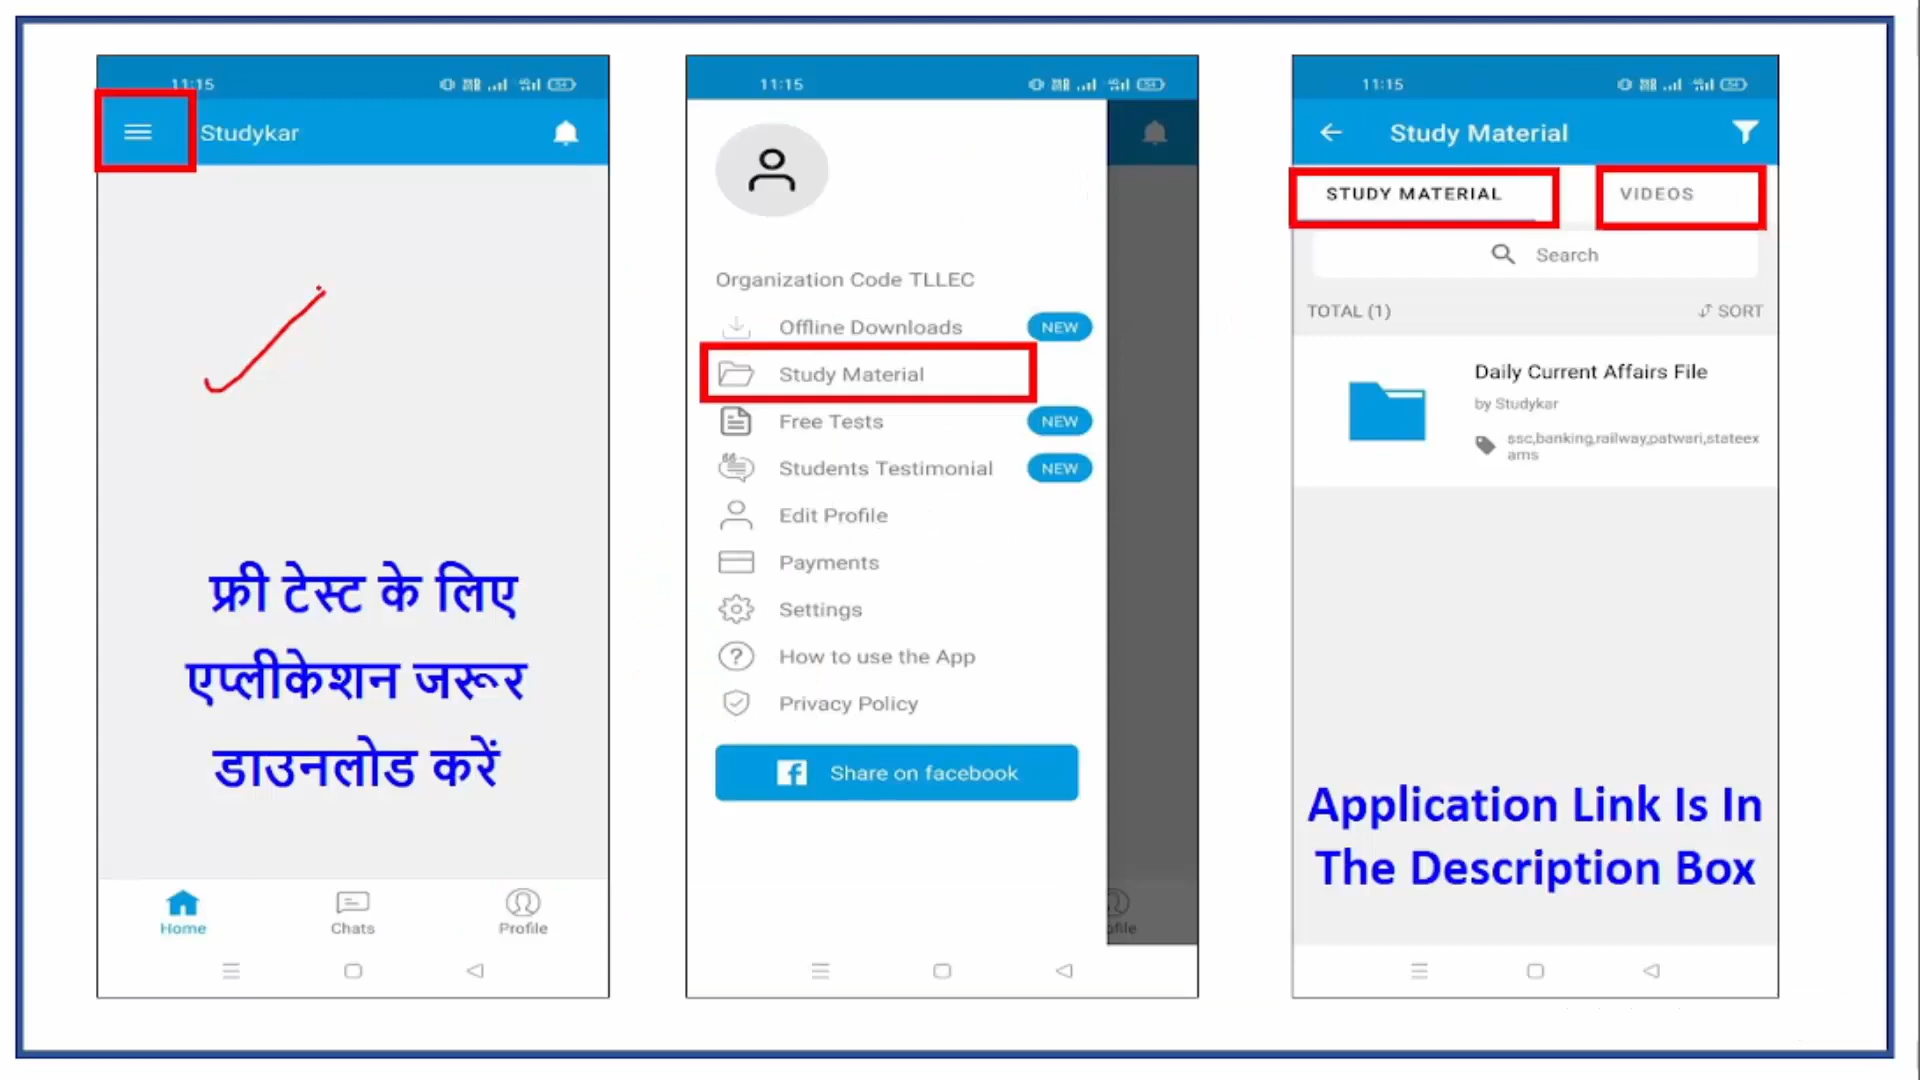 11:15
Studykar
फ्री टेस्ट के लिए
एप्लीकेशन जरूर
डाउनलोड करें
Home
Chats
Profile
11:15
Organization Code TLLEC
Offline Downloads NEW
Study Material
Free Tests NEW
Students Testimonial NEW
Edit Profile
Payments
Settings
How to use the App
Privacy Policy
Share on facebook
11:15
Study Material
STUDY MATERIAL VIDEOS
Search
TOTAL (1) SORT
Daily Current Affairs File
by Studykar
ssc,banking,railway,patwari,stateex
ams
Application Link Is In
The Description Box